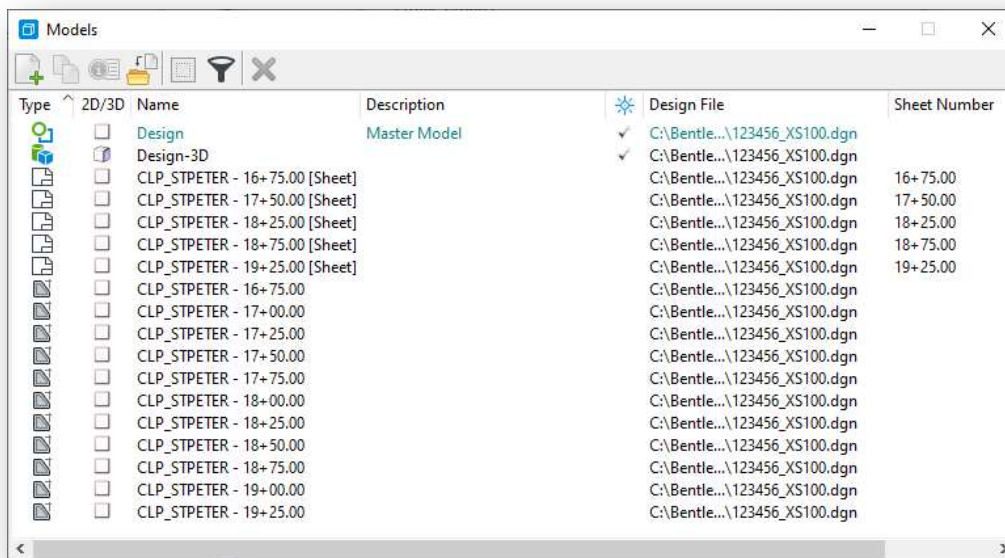 Models
Type 2D/3D Name Description Design File Sheet Number
Design Master Model C:\Bentle...\123456_XS100.dgn
Design-3D C:\Bentle...\123456_XS100.dgn
CLP_STPETER - 16+75.00 [Sheet] C:\Bentle...\123456_XS100.dgn 16+75.00
CLP_STPETER - 17+50.00 [Sheet] C:\Bentle...\123456_XS100.dgn 17+50.00
CLP_STPETER - 18+25.00 [Sheet] C:\Bentle...\123456_XS100.dgn 18+25.00
CLP_STPETER - 18+75.00 [Sheet] C:\Bentle...\123456_XS100.dgn 18+75.00
CLP_STPETER - 19+25.00 [Sheet] C:\Bentle...\123456_XS100.dgn 19+25.00
CLP_STPETER - 16+75.00 C:\Bentle...\123456_XS100.dgn
CLP_STPETER - 17+00.00 C:\Bentle...\123456_XS100.dgn
CLP_STPETER - 17+25.00 C:\Bentle...\123456_XS100.dgn
CLP_STPETER - 17+50.00 C:\Bentle...\123456_XS100.dgn
CLP_STPETER - 17+75.00 C:\Bentle...\123456_XS100.dgn
CLP_STPETER - 18+00.00 C:\Bentle...\123456_XS100.dgn
CLP_STPETER - 18+25.00 C:\Bentle...\123456_XS100.dgn
CLP_STPETER - 18+50.00 C:\Bentle...\123456_XS100.dgn
CLP_STPETER - 18+75.00 C:\Bentle...\123456_XS100.dgn
CLP_STPETER - 19+00.00 C:\Bentle...\123456_XS100.dgn
CLP_STPETER - 19+25.00 C:\Bentle...\123456_XS100.dgn